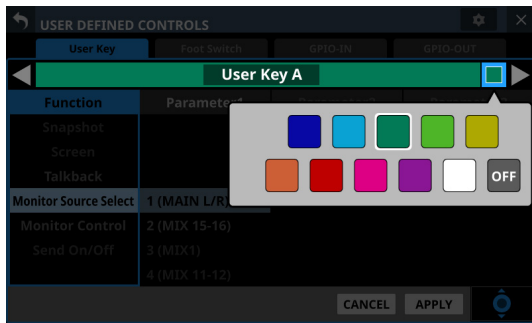 USER DEFINED CONTROLS
User Key Foot Switch GPIO-IN GPIO-OUT
User Key A
Function Parameter1
Snapshot
Screen
Talkback
OFF
Monitor Source Select 1 (MAIN L/R)
Monitor Control 2 (MIX 15-16)
Send On/Off 3 (MIX1)
4 (MIX 11-12)
CANCEL APPLY